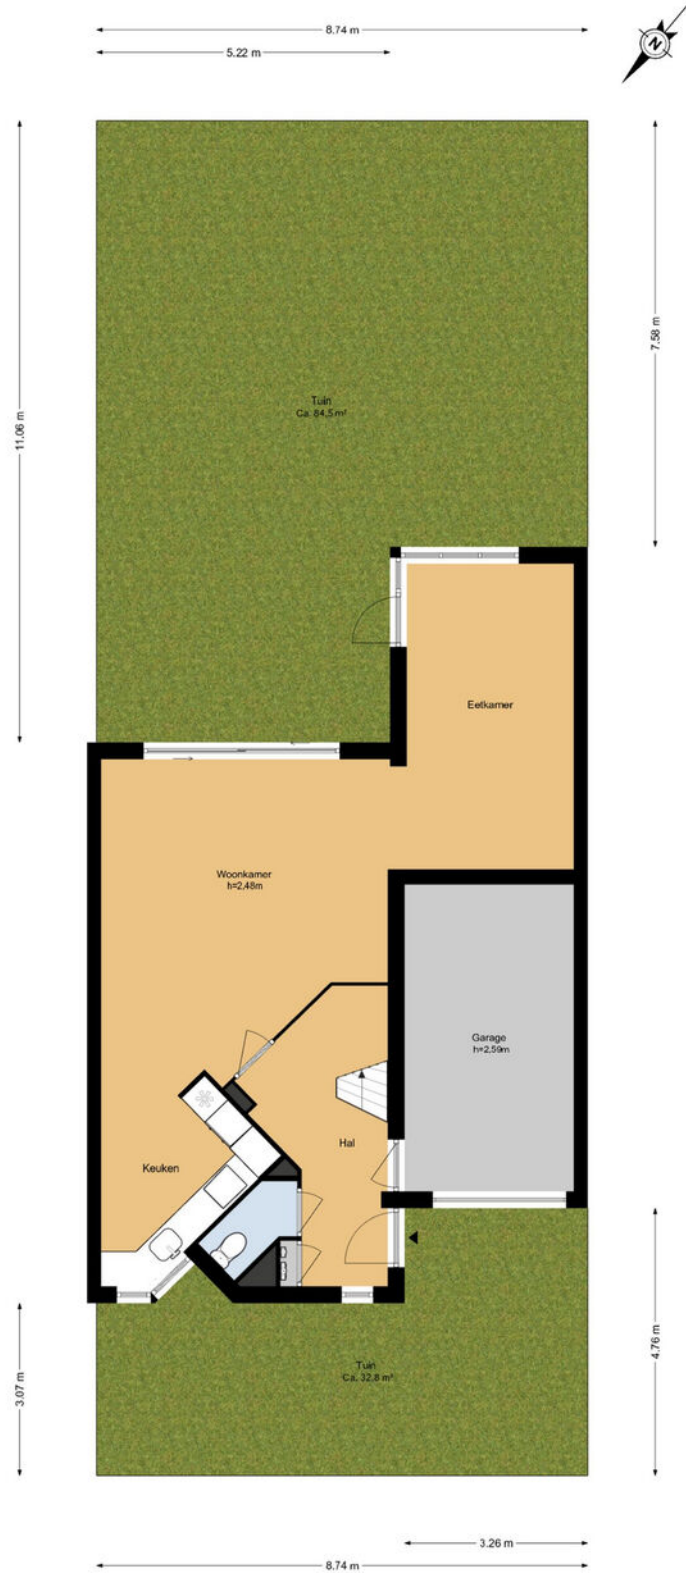 8.74 m
5.22 m
N
11.06 m
7.58 m
Tuin
Ca. 84,5 m²
Eetkamer
Woonkamer
h=2,48m
Garage
h=2,59m
Hal
Keuken
Tuin
Ca. 32,8 m²
3.07 m
4.76 m
3.26 m
8.74 m